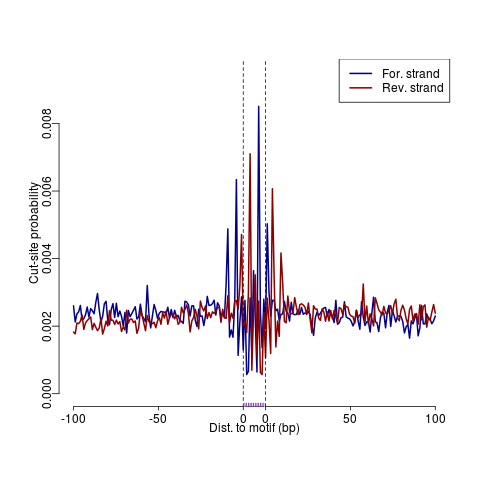 For. strand
Rev. strand
Cut-site probability
0.008
0.006
0.004
0.002
0.000
-100 -50 0 0 50 100
Dist. to motif (bp)